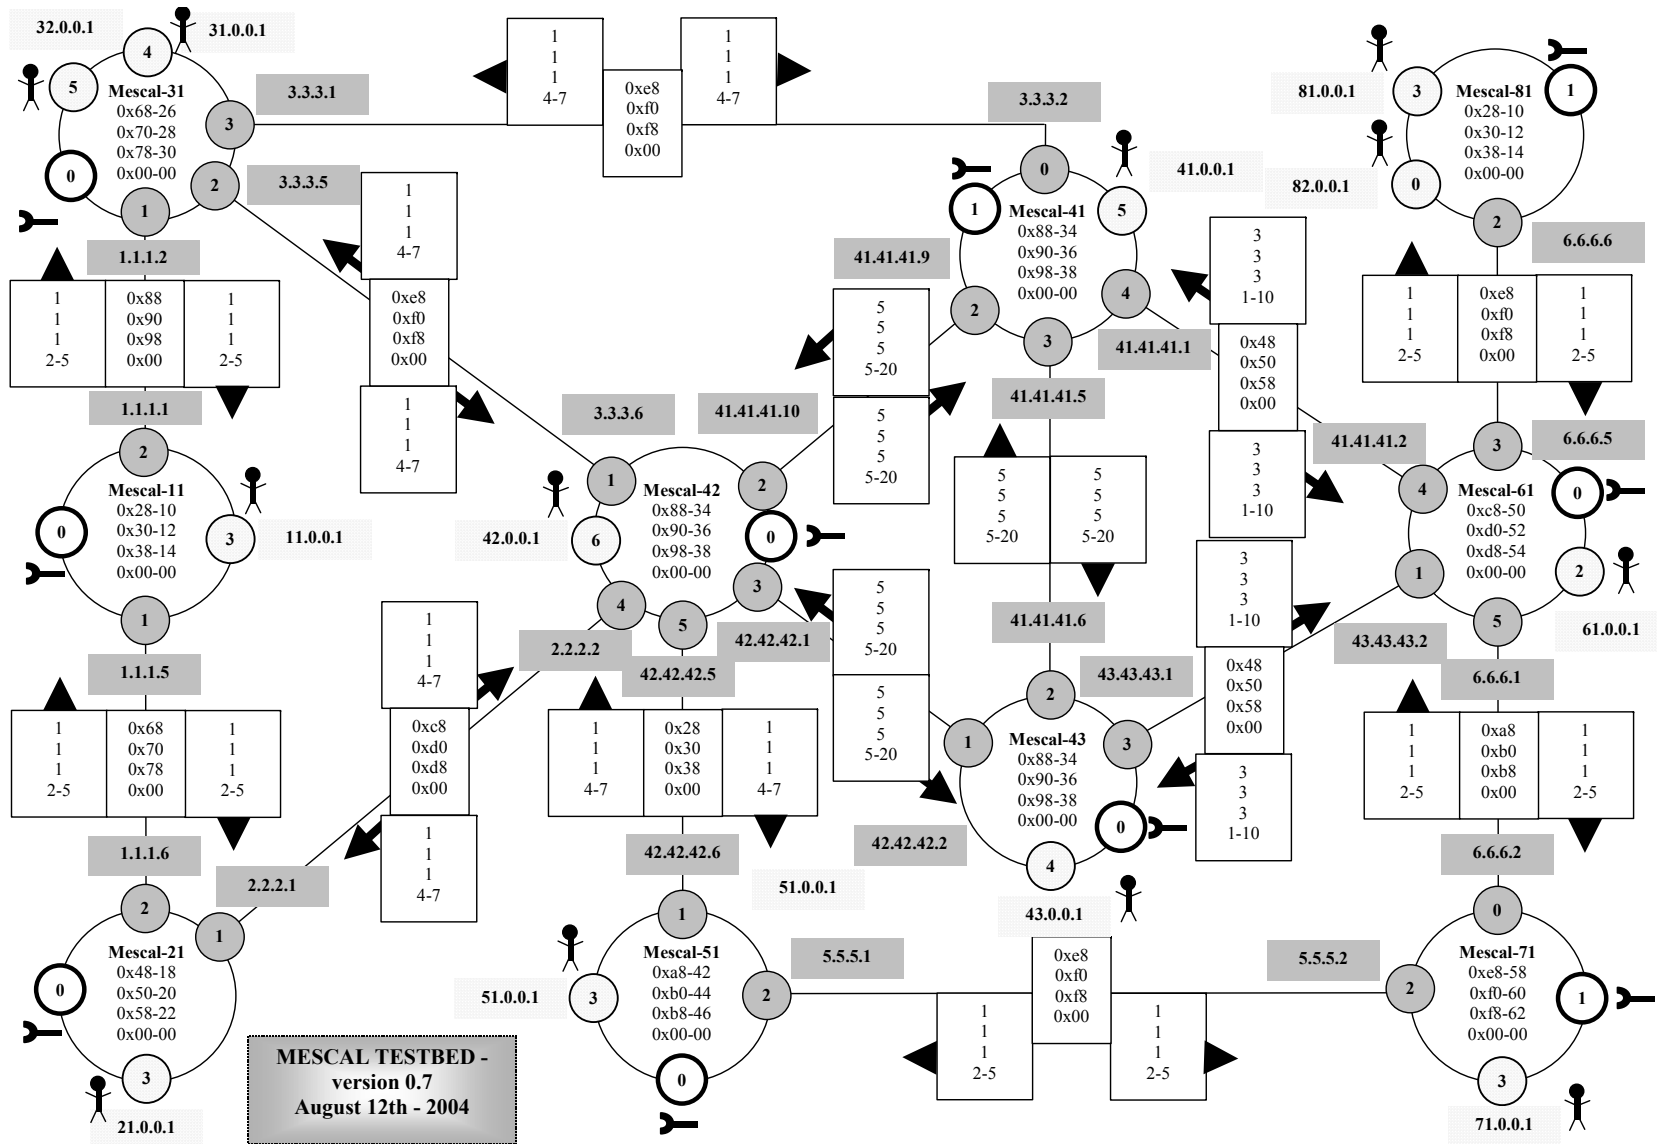 32.0.0.1
31.0.0.1
4
5
Mescal-31
0x68-26
0x70-28
0x78-30
0x00-00
3
2
0
1
3.3.3.1
3.3.3.5
1
1
1
4-7
0xe8
0xf0
0xf8
0x00
1
1
1
4-7
3.3.3.2
0
1
5
Mescal-41
0x88-34
0x90-36
0x98-38
0x00-00
2
4
3
41.0.0.1
41.41.41.9
41.41.41.1
41.41.41.5
81.0.0.1
82.0.0.1
3
1
Mescal-81
0x28-10
0x30-12
0x38-14
0x00-00
0
2
6.6.6.6
1.1.1.2
1
1
1
2-5
0x88
0x90
0x98
0x00
1
1
1
2-5
1.1.1.1
1
1
1
4-7
0xe8
0xf0
0xf8
0x00
1
1
1
4-7
3.3.3.6
41.41.41.10
5
5
5
5-20
5
5
5
5-20
3
3
3
1-10
0x48
0x50
0x58
0x00
3
3
3
1-10
41.41.41.2
1
1
1
2-5
0xe8
0xf0
0xf8
0x00
1
1
1
2-5
6.6.6.5
2
Mescal-11
0x28-10
0x30-12
0x38-14
0x00-00
0
3
1
11.0.0.1
1
2
Mescal-42
0x88-34
0x90-36
0x98-38
0x00-00
6
0
3
4
5
42.0.0.1
2.2.2.2
42.42.42.5
42.42.42.1
5
5
5
5-20
5
5
5
5-20
41.41.41.6
3
4
0
Mescal-61
0xc8-50
0xd0-52
0xd8-54
0x00-00
1
2
5
61.0.0.1
43.43.43.2
6.6.6.1
5
5
5
5-20
5
5
5
5-20
42.42.42.2
3
3
3
1-10
0x48
0x50
0x58
0x00
3
3
3
1-10
43.43.43.1
2
1
3
Mescal-43
0x88-34
0x90-36
0x98-38
0x00-00
0
4
43.0.0.1
1.1.1.5
1
1
1
2-5
0x68
0x70
0x78
0x00
1
1
1
2-5
1.1.1.6
1
1
1
4-7
0xc8
0xd0
0xd8
0x00
1
1
1
4-7
2.2.2.1
1
1
1
4-7
0x28
0x30
0x38
0x00
1
1
1
4-7
42.42.42.6
1
1
1
2-5
0xa8
0xb0
0xb8
0x00
1
1
1
2-5
6.6.6.2
2
1
Mescal-21
0x48-18
0x50-20
0x58-22
0x00-00
0
3
21.0.0.1
MESCAL TESTBED -
version 0.7
August 12th - 2004
51.0.0.1
1
Mescal-51
0xa8-42
0xb0-44
0xb8-46
0x00-00
3
2
0
51.0.0.1
5.5.5.1
1
1
1
2-5
0xe8
0xf0
0xf8
0x00
1
1
1
2-5
5.5.5.2
0
2
1
Mescal-71
0xe8-58
0xf0-60
0xf8-62
0x00-00
3
71.0.0.1